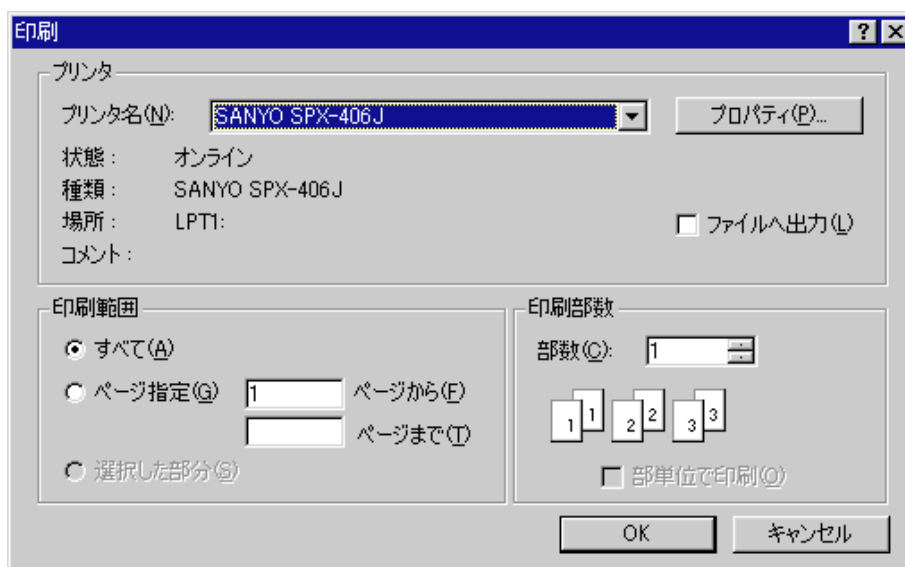 印刷
プリンタ
プリンタ名(N): SANYO SPX-406J プロパティ(P)...
状態： オンライン
種類： SANYO SPX-406J
場所： LPT1: ファイルへ出力(L)
コメント：
印刷範囲
すべて(A)
ページ指定(G) 1 ページから(F)
ページまで(T)
選択した部分(S)
印刷部数
部数(C): 1
1 1 2 2 3 3
部単位で印刷(O)
OK キャンセル